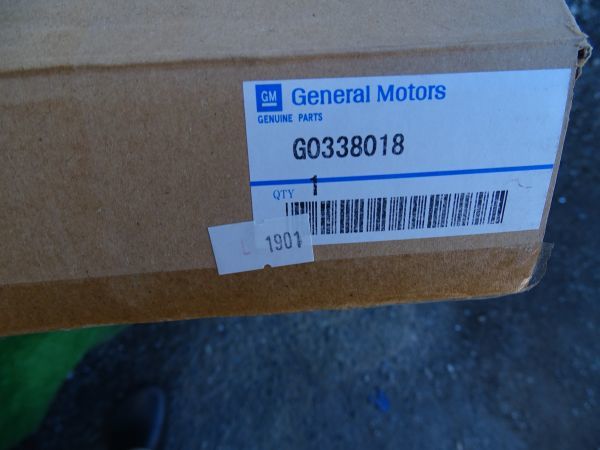 GM General Motors
GENUINE PARTS
G0338018
QTY 1
1901